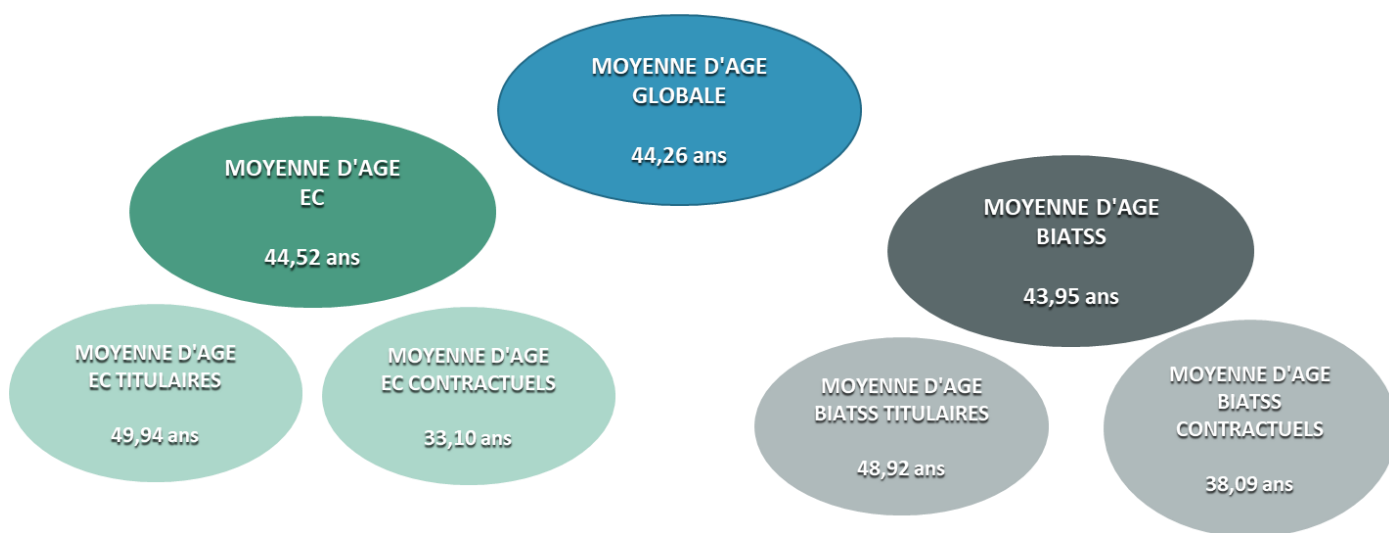 MOYENNE D'AGE
GLOBALE
44,26 ans
MOYENNE D'AGE
EC
44,52 ans
MOYENNE D'AGE
BIATSS
43,95 ans
MOYENNE D'AGE
EC TITULAIRES
49,94 ans
MOYENNE D'AGE
EC CONTRACTUELS
33,10 ans
MOYENNE D'AGE
BIATSS TITULAIRES
48,92 ans
MOYENNE D'AGE
BIATSS
CONTRACTUELS
38,09 ans